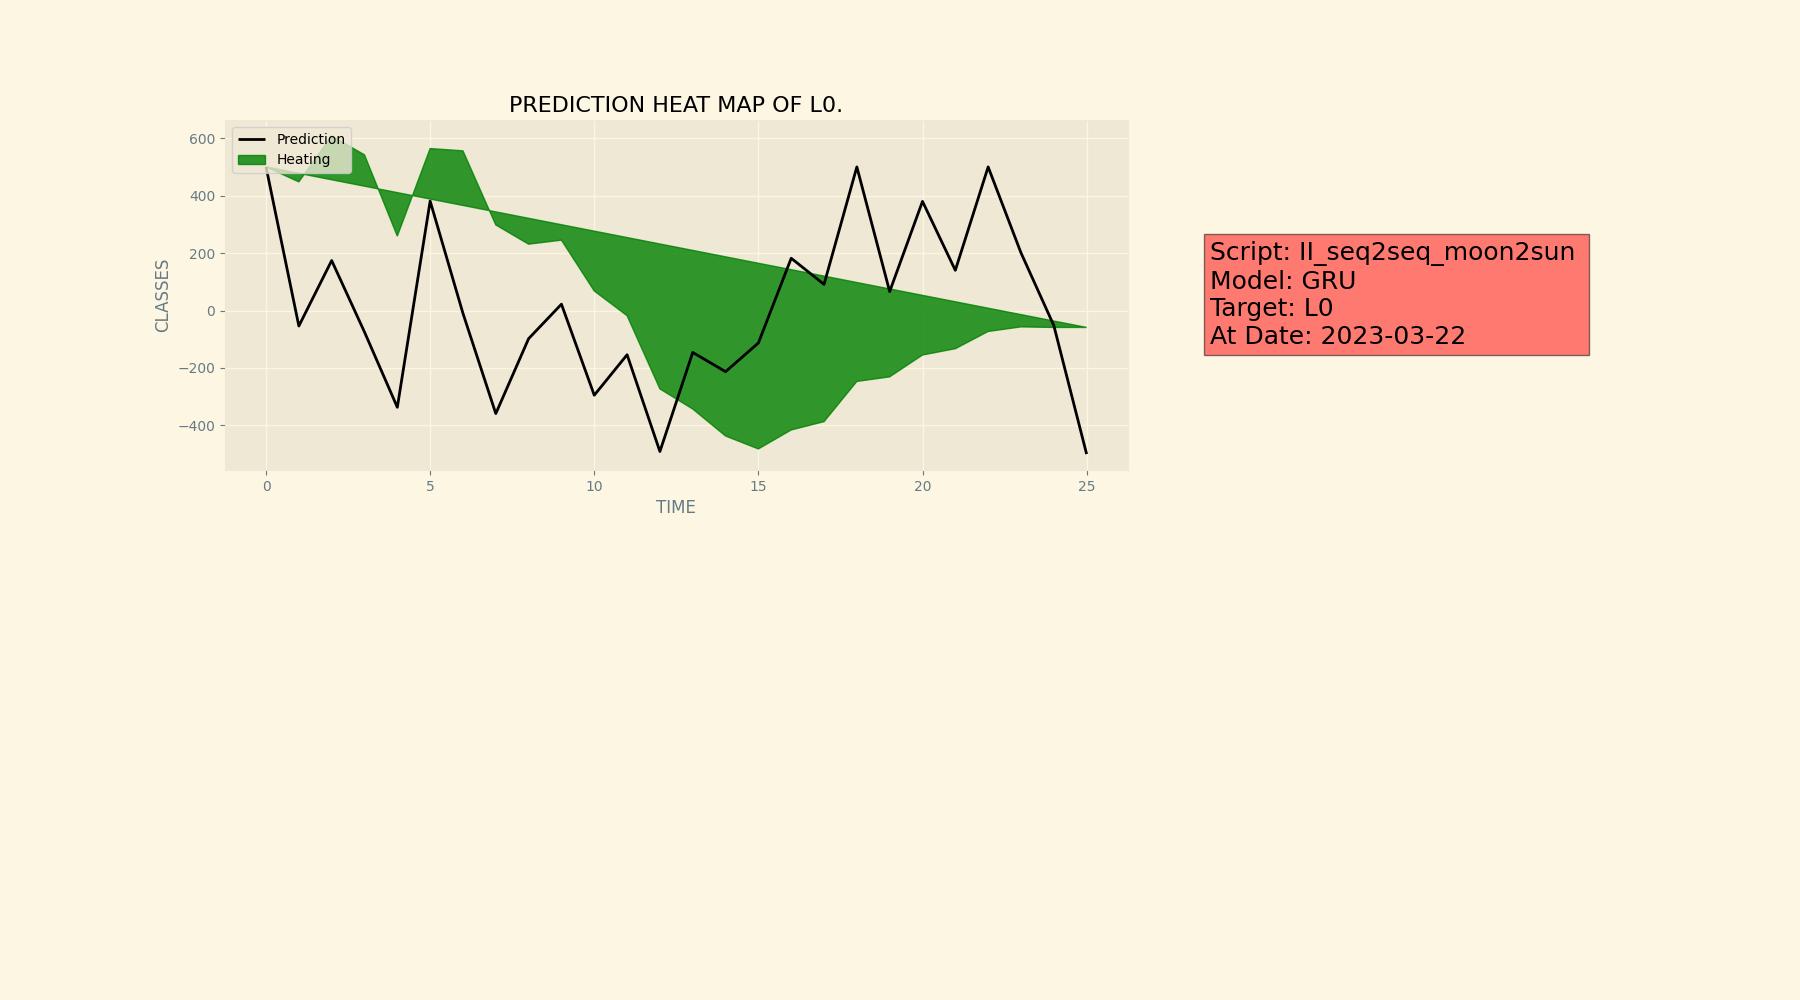 PREDICTION HEAT MAP OF L0.
Prediction
Heating
600
400
200
0
−200
−400
CLASSES
0 5 10 15 20 25
TIME
Script: II_seq2seq_moon2sun
Model: GRU
Target: L0
At Date: 2023-03-22